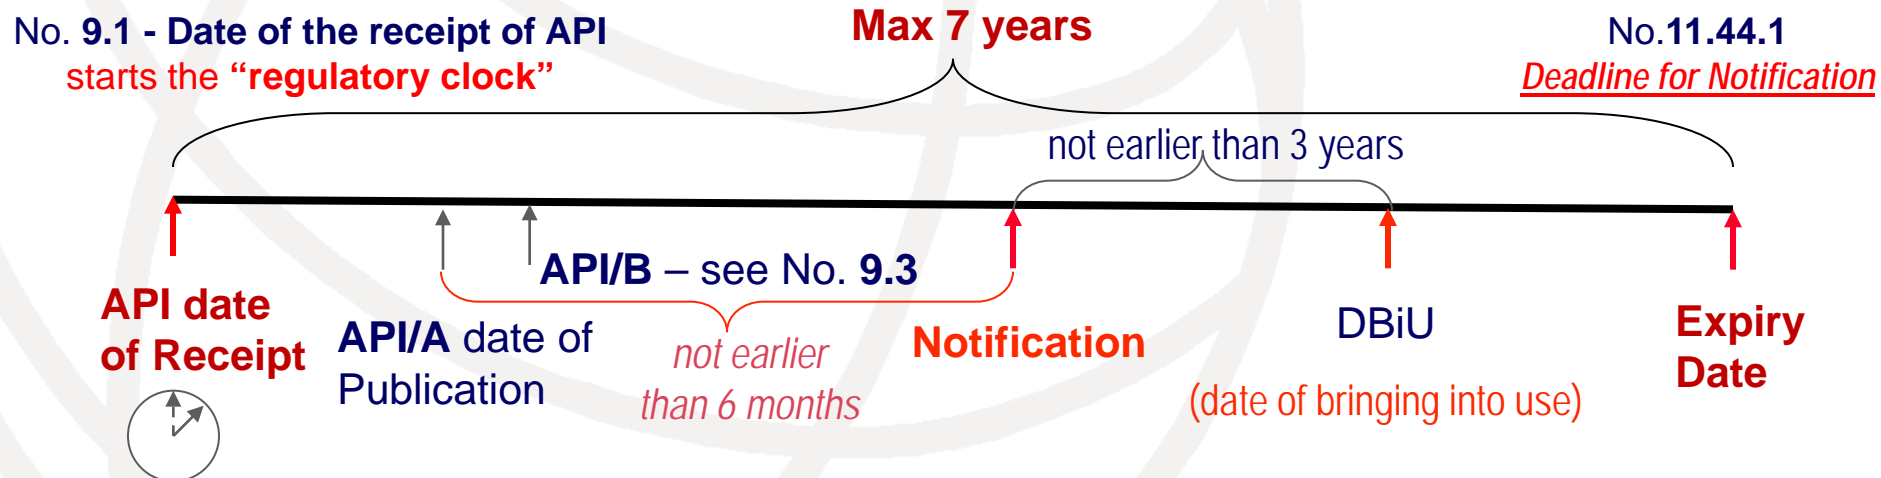 No. 9.1 - Date of the receipt of API
starts the “regulatory clock”
Max 7 years
No.11.44.1
Deadline for Notification
not earlier than 3 years
API/B – see No. 9.3
API date
of Receipt
API/A date of
Publication
not earlier
than 6 months
Notification
DBiU
(date of bringing into use)
Expiry
Date